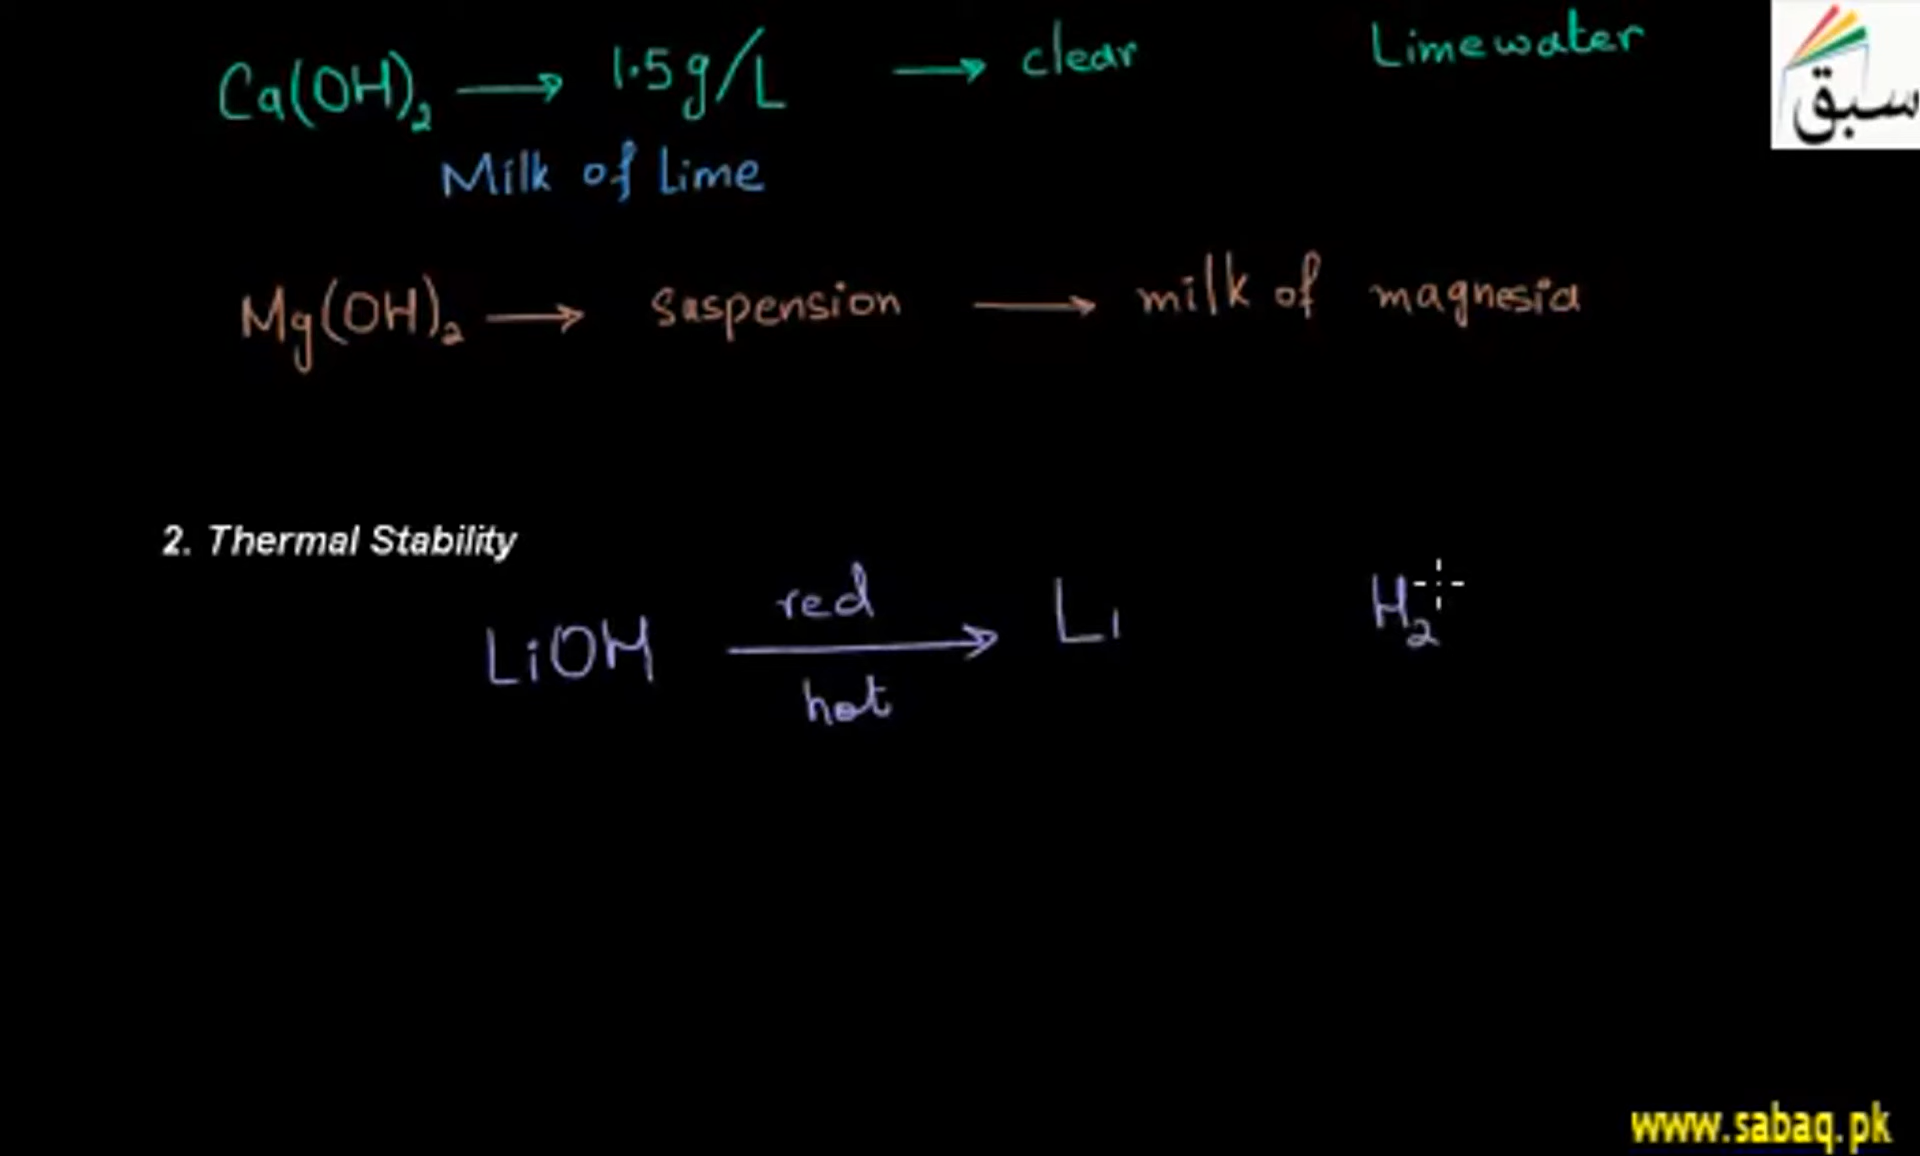 Ca(OH)₂ → 1.5g/L → clear Limewater
سبق
Milk of Lime
Mg(OH)₂ → Suspension → milk of magnesia
2. Thermal Stability
red
LiOH → Li H₂
hot
www.sabaq.pk